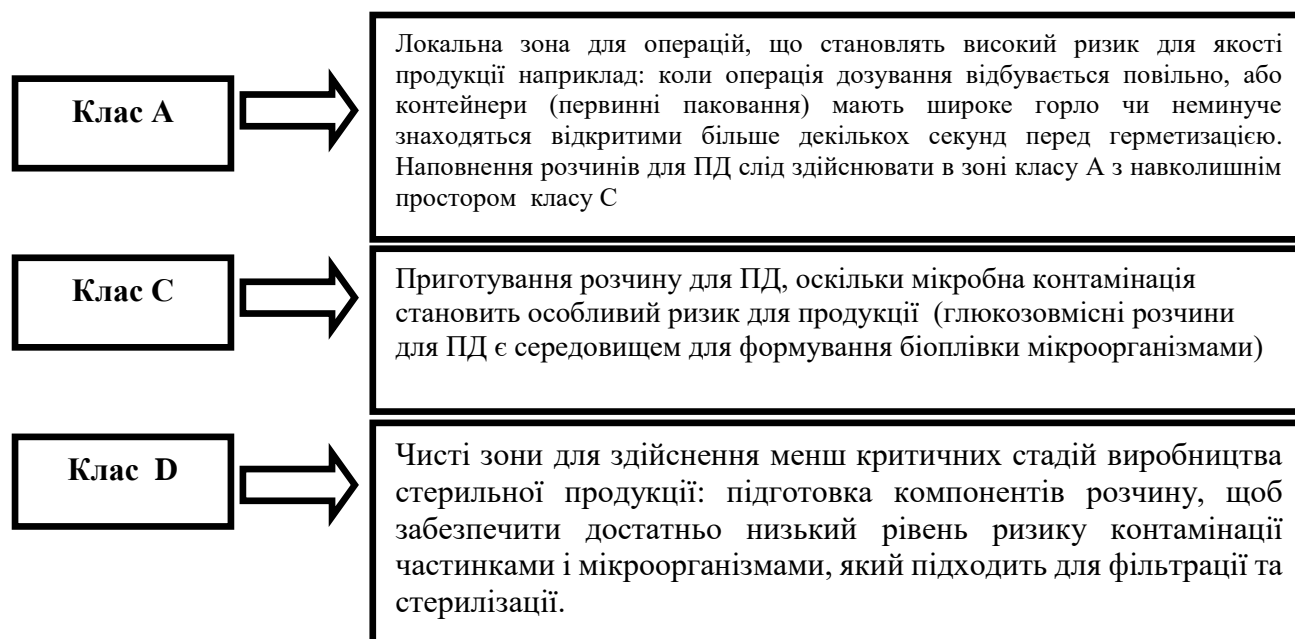 Клас А
Локальна зона для операцій, що становлять високий ризик для якості
продукції наприклад: коли операція дозування відбувається повільно, або
контейнери (первинні паковання) мають широке горло чи неминуче
знаходяться відкритими більше декількох секунд перед герметизацією.
Наповнення розчинів для ПД слід здійснювати в зоні класу А з навколишнім
простором класу С
Клас С
Приготування розчину для ПД, оскільки мікробна контамінація
становить особливий ризик для продукції (глюкозовмісні розчини
для ПД є середовищем для формування біоплівки мікроорганізмами)
Клас D
Чисті зони для здійснення менш критичних стадій виробництва
стерильної продукції: підготовка компонентів розчину, щоб
забезпечити достатньо низький рівень ризику контамінації
частинками і мікроорганізмами, який підходить для фільтрації та
стерилізації.